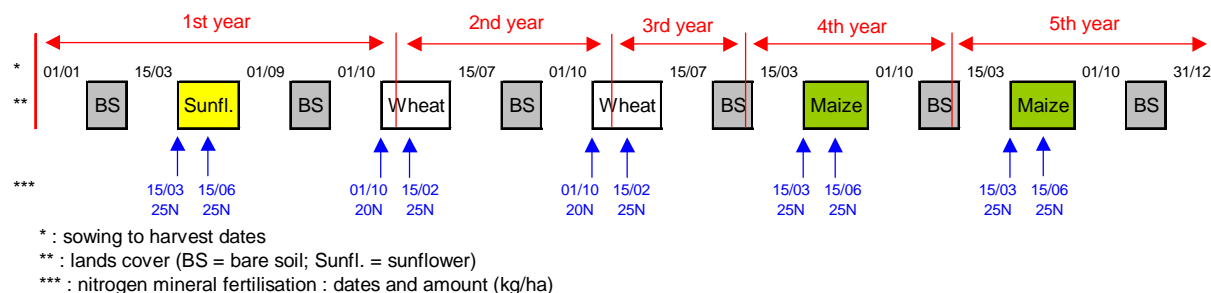 1st year 2nd year 3rd year 4th year 5th year
* 01/01 15/03 01/09 01/10 15/07 01/10 15/07 15/03 01/10 15/03 01/10 31/12
** BS Sunfl. BS Wheat BS Wheat BS Maize BS Maize BS
*** 15/03 15/06 01/10 15/02 01/10 15/02 15/03 15/06 15/03 15/06
25N 25N 20N 25N 20N 25N 25N 25N 25N 25N
* : sowing to harvest dates
** : lands cover (BS = bare soil; Sunfl. = sunflower)
*** : nitrogen mineral fertilisation : dates and amount (kg/ha)